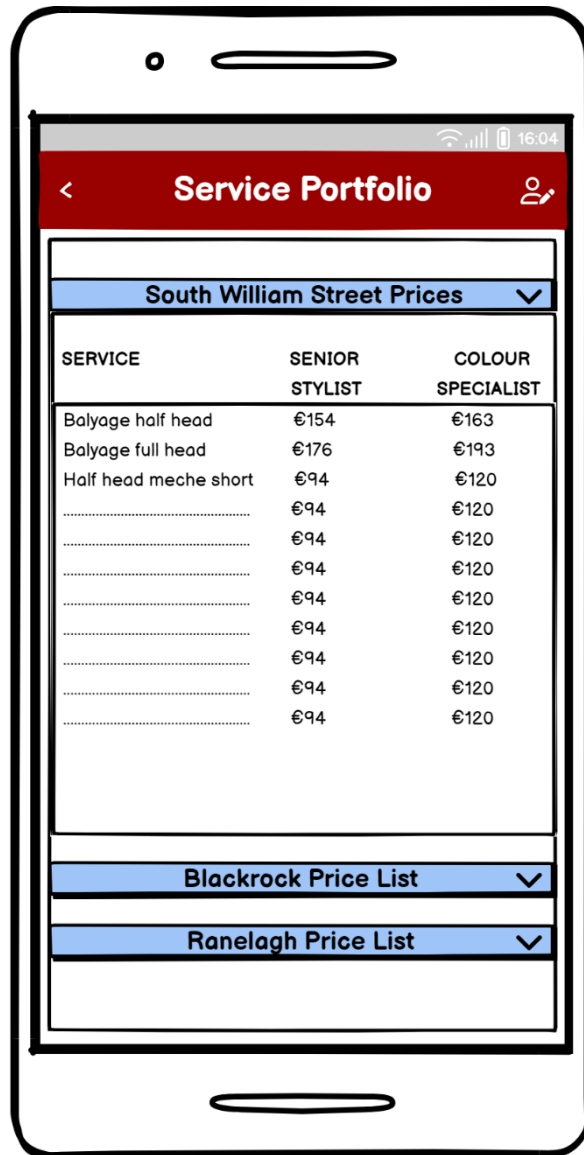 16:04
< Service Portfolio
South William Street Prices
SERVICE SENIOR STYLIST COLOUR SPECIALIST
Balyage half head €154 €163
Balyage full head €176 €193
Half head meche short €94 €120
.................................................. €94 €120
.................................................. €94 €120
.................................................. €94 €120
.................................................. €94 €120
.................................................. €94 €120
.................................................. €94 €120
.................................................. €94 €120
.................................................. €94 €120
Blackrock Price List
Ranelagh Price List